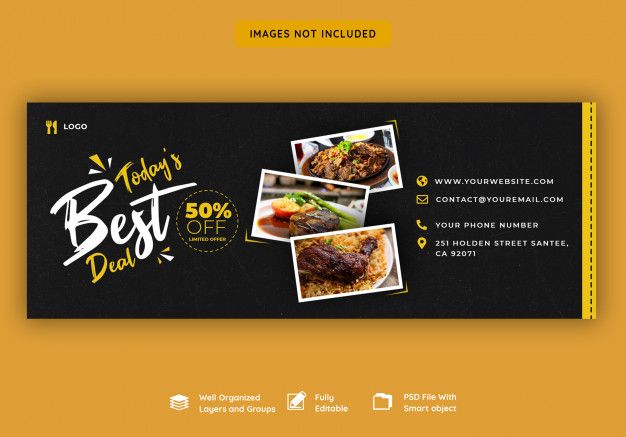 IMAGES NOT INCLUDED
LOGO
Today's
Best
Deal
50%
OFF
LIMITED OFFER
WWW.YOURWEBSITE.COM
CONTACT@YOUREMAIL.COM
YOUR PHONE NUMBER
251 HOLDEN STREET SANTEE,
CA 92071
Well Organized
Layers and Groups
Fully
Editable
PSD File With
Smart object